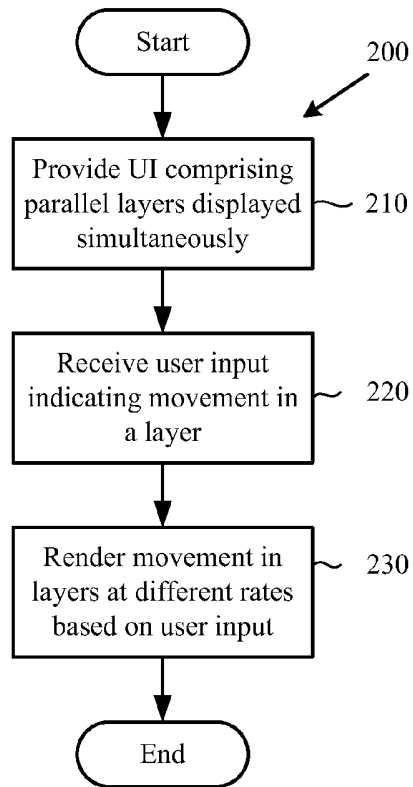 Start
200
Provide UI comprising
parallel layers displayed
simultaneously
210
Receive user input
indicating movement in
a layer
220
Render movement in
layers at different rates
based on user input
230
End